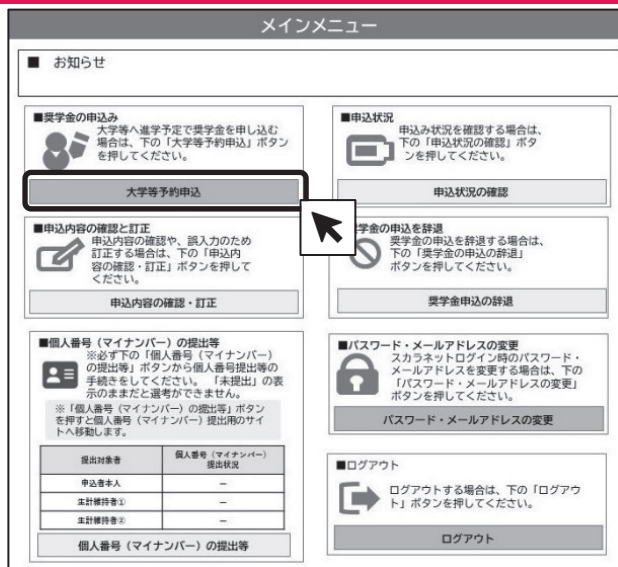 メインメニュー
■ お知らせ
■奨学金の申込み
大学等へ進学予定で奨学金を申し込む
場合は、下の「大学等予約申込」ボタン
を押してください。
大学等予約申込
■申込状況
申込み状況を確認する場合は、
下の「申込状況の確認」ボタ
ンを押してください。
申込状況の確認
■申込内容の確認と訂正
申込内容の確認や、誤入力のため
訂正する場合は、下の「申込内
容の確認・訂正」ボタンを押して
ください。
申込内容の確認・訂正
学金の申込を辞退
奨学金の申込を辞退する場合は、
下の「奨学金の申込の辞退」
ボタンを押してください。
奨学金申込の辞退
■個人番号（マイナンバー）の提出等
※必ず下の「個人番号（マイナンバー）
の提出等」ボタンから個人番号提出等の
手続きをしてください。「未提出」の表
示のままだと選考ができません。
※「個人番号（マイナンバー）の提出等」ボタン
を押すと個人番号（マイナンバー）提出用のサイ
トへ移動します。
提出対象者 個人番号（マイナンバー）
提出状況
申込者本人 －
生計維持者① －
生計維持者② －
個人番号（マイナンバー）の提出等
■パスワード・メールアドレスの変更
スカラネットログイン時のパスワード・
メールアドレスを変更する場合は、下の
「パスワード・メールアドレスの変更」
ボタンを押してください。
パスワード・メールアドレスの変更
■ログアウト
ログアウトする場合は、下の「ログアウ
ト」ボタンを押してください。
ログアウト